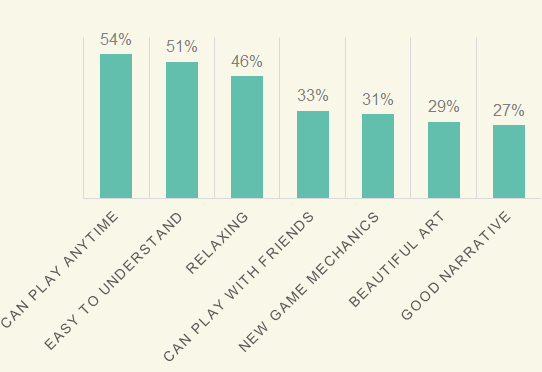 54%
51%
46%
33%
31%
29%
27%
CAN PLAY ANYTIME
EASY TO UNDERSTAND
RELAXING
CAN PLAY WITH FRIENDS
NEW GAME MECHANICS
BEAUTIFUL ART
GOOD NARRATIVE